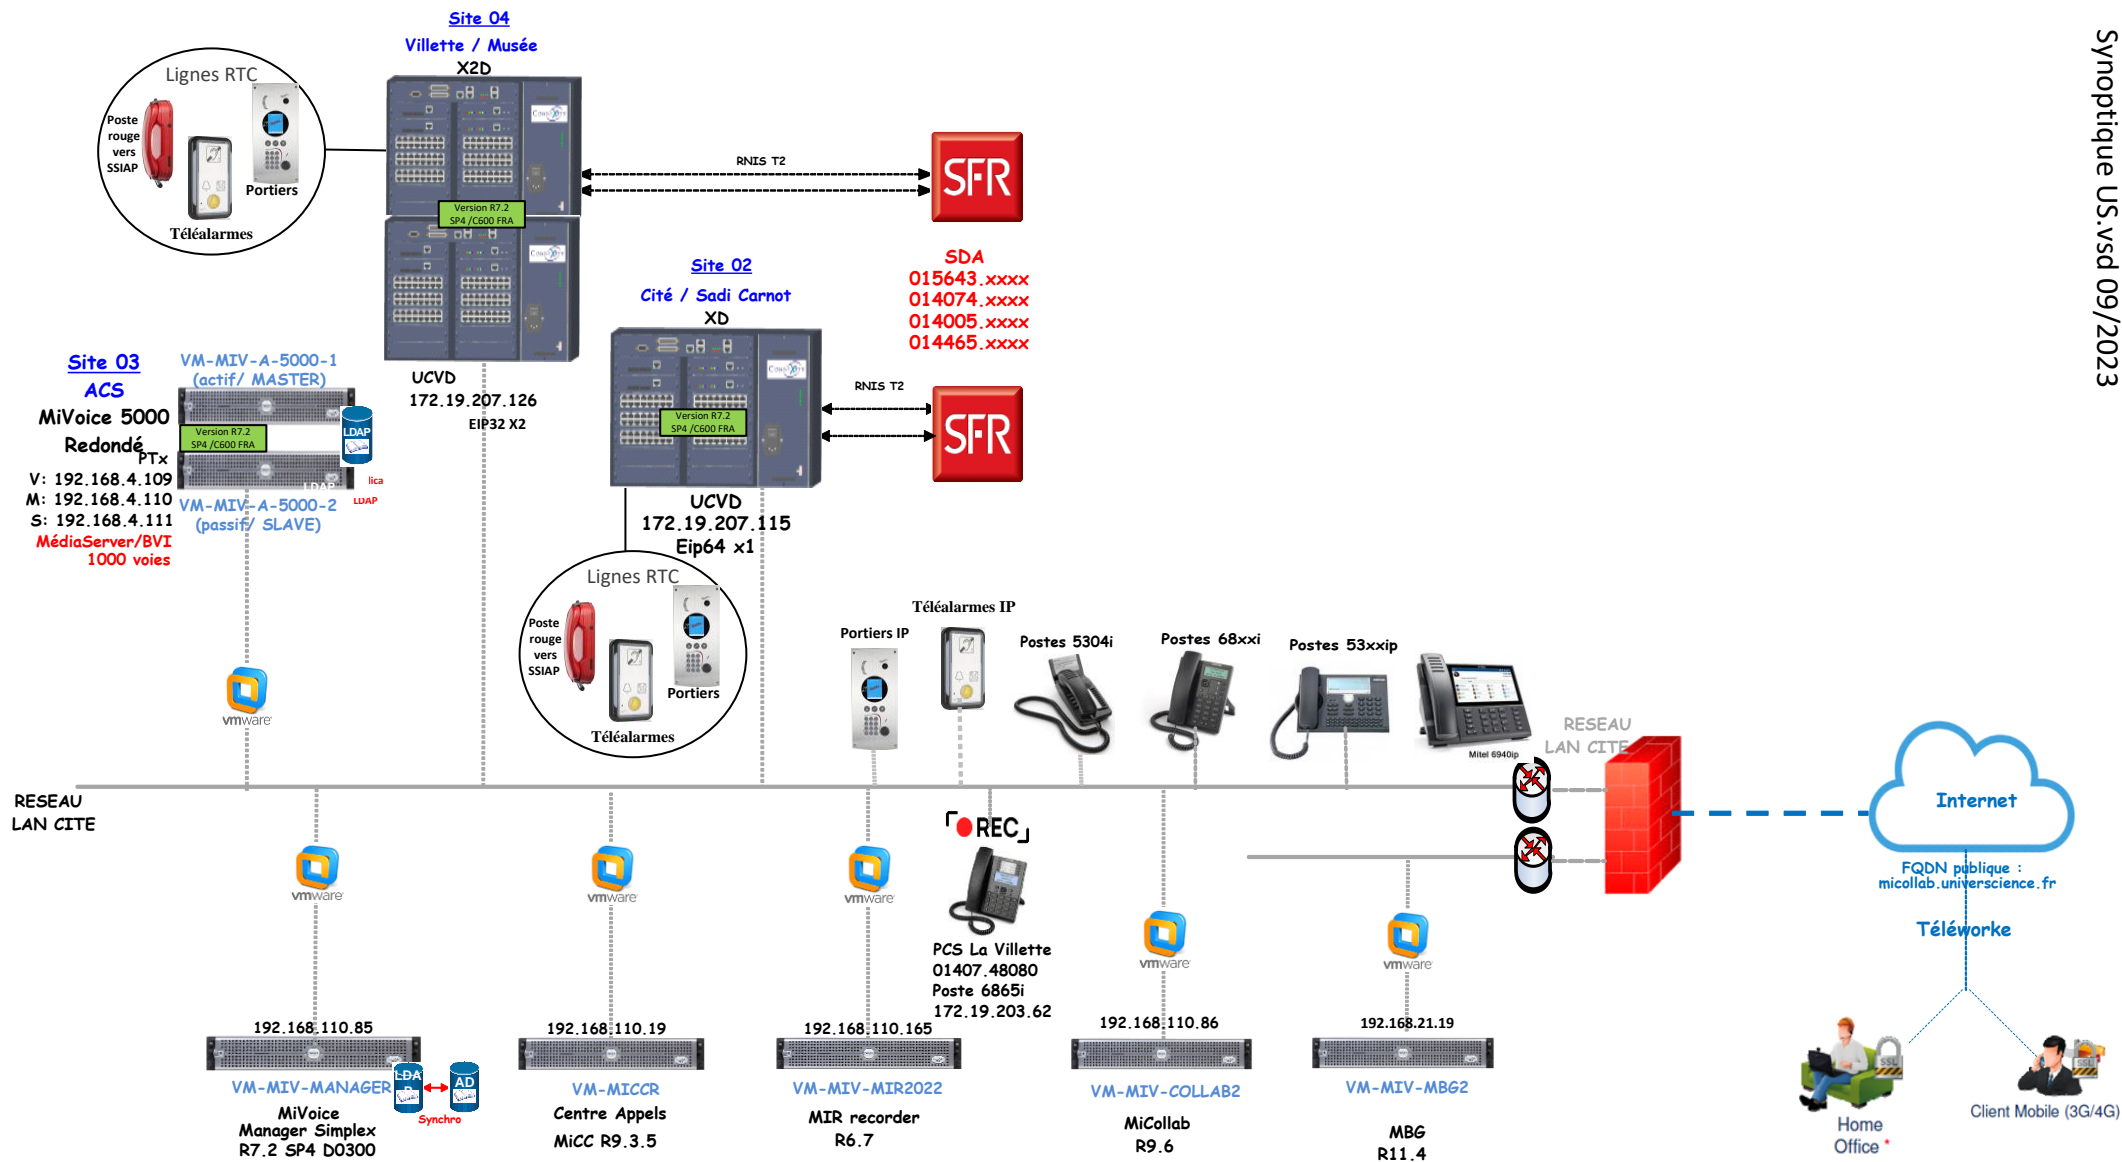 Synoptique US.vsd 09/2023
Site 04
Villette / Musée
X2D
Lignes RTC
Poste
rouge
vers
SSIAP
Portiers
Téléalarmes
Version R7.2
SP4 /C600 FRA
RNIS T2
SFR
SDA
015643.xxxx
014074.xxxx
014005.xxxx
014465.xxxx
Site 02
Cité / Sadi Carnot
XD
Version R7.2
SP4 /C600 FRA
RNIS T2
SFR
UCVD
172.19.207.126
EIP32 X2
UCVD
172.19.207.115
Eip64 x1
Site 03
ACS
MiVoice 5000
Redondé
PTx
V: 192.168.4.109
M: 192.168.4.110
S: 192.168.4.111
MédiaServer/BVI
1000 voies
VM-MIV-A-5000-1
(actif/ MASTER)
Version R7.2
SP4 /C600 FRA
LDAP
LDAP
lica
LDAP
VM-MIV-A-5000-2
(passif/ SLAVE)
Lignes RTC
Poste
rouge
vers
SSIAP
Portiers
Téléalarmes
vmware
Portiers IP
Téléalarmes IP
Postes 5304i
Postes 68xxi
Postes 53xxip
Mitel 6940ip
RESEAU
LAN CITE
RESEAU
LAN CITE
Internet
FQDN publique :
micollab.universcience.fr
Téléworke
SSL
Home
Office *
SSL
Client Mobile (3G/4G)
vmware
vmware
vmware
REC
PCS La Villette
01407.48080
Poste 6865i
172.19.203.62
vmware
vmware
192.168.110.85
VM-MIV-MANAGER
LDA
P
AD
Synchro
MiVoice
Manager Simplex
R7.2 SP4 D0300
192.168.110.19
VM-MICCR
Centre Appels
MiCC R9.3.5
192.168.110.165
VM-MIV-MIR2022
MIR recorder
R6.7
192.168.110.86
VM-MIV-COLLAB2
MiCollab
R9.6
192.168.21.19
VM-MIV-MBG2
MBG
R11.4